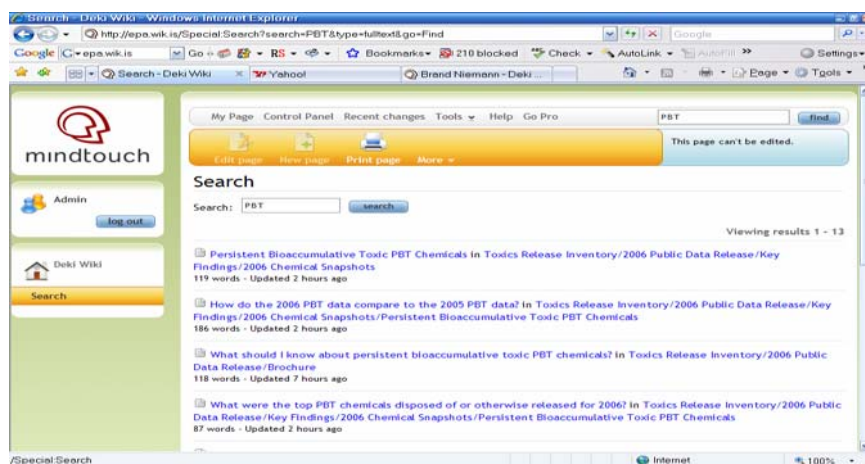 Search - Deki Wiki - Windows Internet Explorer
http://epa.wik.is/Special:Search?search=PBT&type=fulltext&go=Find
Google
Google epa.wik.is Go RS Bookmarks 210 blocked Check AutoLink AutoFill Settings
Search - Deki Wiki Yahoo! Brand Niemann - Deki ... Page Tools
mindtouch
My Page Control Panel Recent changes Tools Help Go Pro PBT find
Edit page New page Print page More This page can't be edited.
Admin
log out
Deki Wiki
Search
Search
Search: PBT search
Viewing results 1 - 13
Persistent Bioaccumulative Toxic PBT Chemicals in Toxics Release Inventory/2006 Public Data Release/Key
Findings/2006 Chemical Snapshots
119 words - Updated 2 hours ago
How do the 2006 PBT data compare to the 2005 PBT data? in Toxics Release Inventory/2006 Public Data Release/Key
Findings/2006 Chemical Snapshots/Persistent Bioaccumulative Toxic PBT Chemicals
186 words - Updated 2 hours ago
What should I know about persistent bioaccumulative toxic PBT chemicals? in Toxics Release Inventory/2006 Public
Data Release/Brochure
118 words - Updated 7 hours ago
What were the top PBT chemicals disposed of or otherwise released for 2006? in Toxics Release Inventory/2006 Public
Data Release/Key Findings/2006 Chemical Snapshots/Persistent Bioaccumulative Toxic PBT Chemicals
87 words - Updated 2 hours ago
/Special:Search Internet 100%